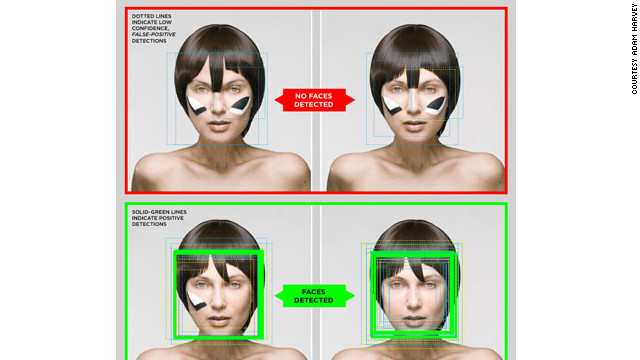 DOTTED LINES
INDICATE LOW
CONFIDENCE,
FALSE-POSITIVE
DETECTIONS
NO FACES
DETECTED
SOLID-GREEN LINES
INDICATE POSITIVE
DETECTIONS
FACES
DETECTED
COURTESY ADAM HARVEY